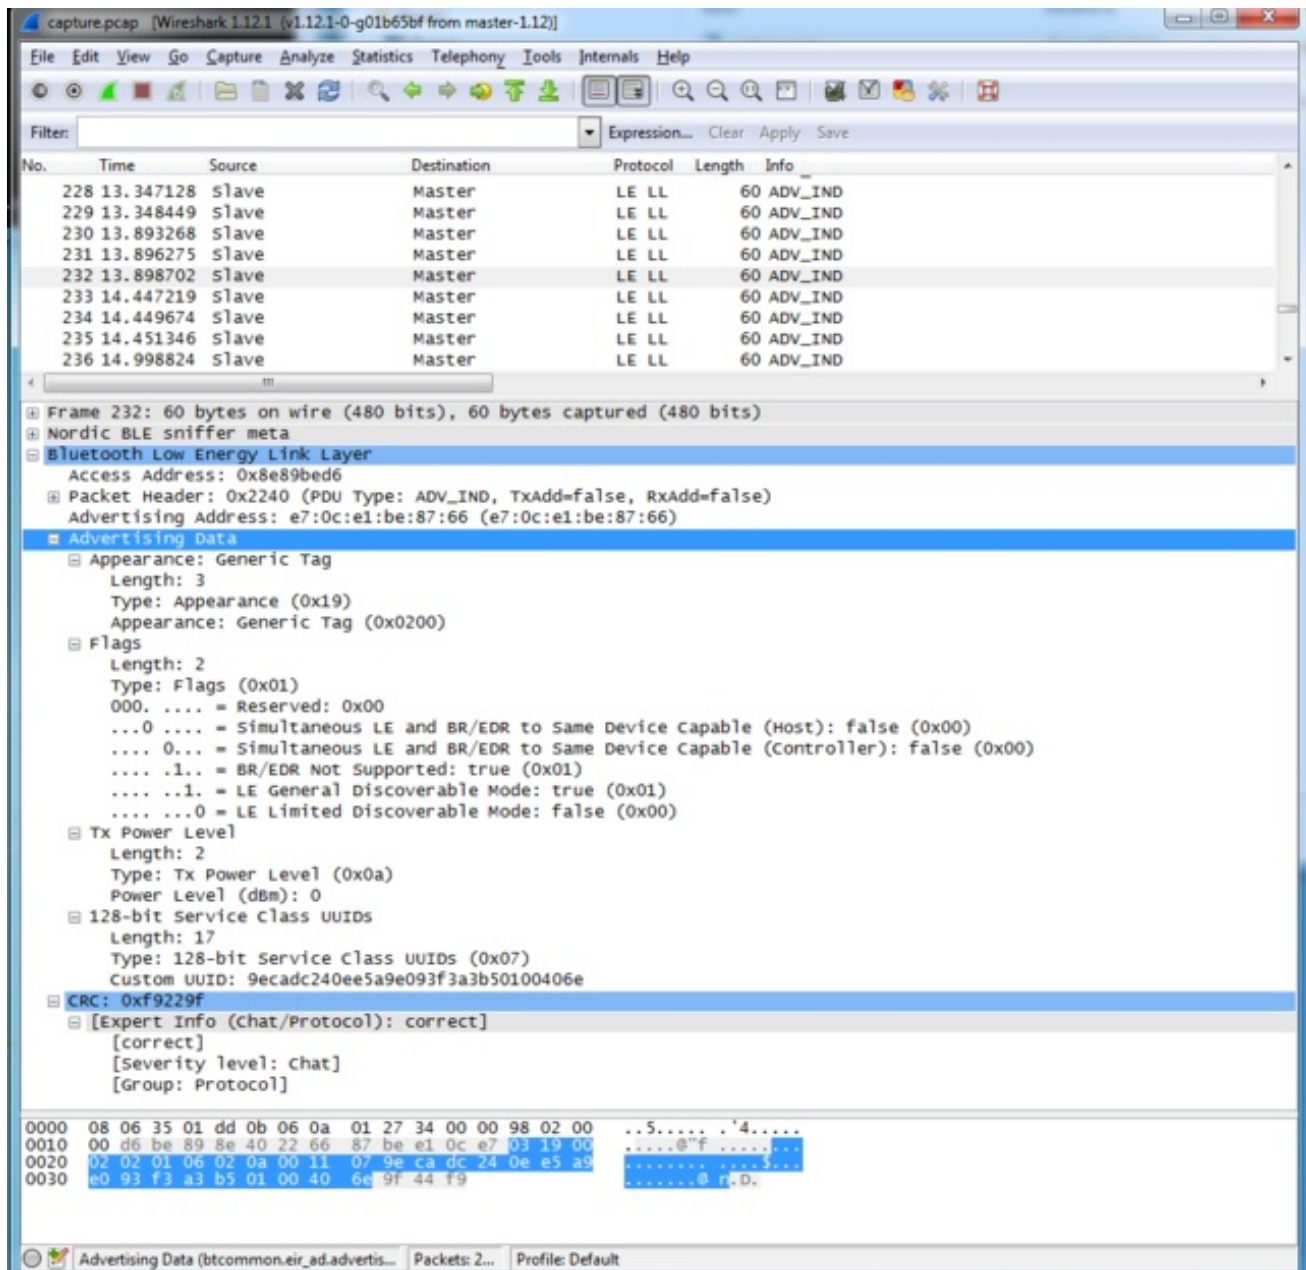 capture.pcap [Wireshark 1.12.1 (v1.12.1-0-g01b65bf from master-1.12)]
File Edit View Go Capture Analyze Statistics Telephony Tools Internals Help
Filter: Expression... Clear Apply Save
No. Time Source Destination Protocol Length Info
228 13.347128 Slave Master LE LL 60 ADV_IND
229 13.348449 Slave Master LE LL 60 ADV_IND
230 13.893268 Slave Master LE LL 60 ADV_IND
231 13.896275 Slave Master LE LL 60 ADV_IND
232 13.898702 Slave Master LE LL 60 ADV_IND
233 14.447219 Slave Master LE LL 60 ADV_IND
234 14.449674 Slave Master LE LL 60 ADV_IND
235 14.451346 Slave Master LE LL 60 ADV_IND
236 14.998824 Slave Master LE LL 60 ADV_IND
Frame 232: 60 bytes on wire (480 bits), 60 bytes captured (480 bits)
Nordic BLE sniffer meta
Bluetooth Low Energy Link Layer
Access Address: 0x8e89bed6
Packet Header: 0x2240 (PDU Type: ADV_IND, TxAdd=false, RxAdd=false)
Advertising Address: e7:0c:e1:be:87:66 (e7:0c:e1:be:87:66)
Advertising Data
Appearance: Generic Tag
Length: 3
Type: Appearance (0x19)
Appearance: Generic Tag (0x0200)
Flags
Length: 2
Type: Flags (0x01)
000. .... = Reserved: 0x00
...0 .... = Simultaneous LE and BR/EDR to Same Device Capable (Host): false (0x00)
.... 0... = Simultaneous LE and BR/EDR to Same Device Capable (Controller): false (0x00)
.... .1.. = BR/EDR Not Supported: true (0x01)
.... ..1. = LE General Discoverable Mode: true (0x01)
.... ...0 = LE Limited Discoverable Mode: false (0x00)
Tx Power Level
Length: 2
Type: Tx Power Level (0x0a)
Power Level (dBm): 0
128-bit Service Class UUIDs
Length: 17
Type: 128-bit Service Class UUIDs (0x07)
Custom UUID: 9ecadc240ee5a9e093f3a3b50100406e
CRC: 0xf9229f
[Expert Info (Chat/Protocol): correct]
[correct]
[Severity level: Chat]
[Group: Protocol]
0000 08 06 35 01 dd 0b 06 0a 01 27 34 00 00 98 02 00 ..5..... .'4.....
0010 00 d6 be 89 8e 40 22 66 87 be e1 0c e7 03 19 00 .....@"f ........
0020 02 02 01 06 02 0a 00 11 07 9e ca dc 24 0e e5 a9 ........ ....$...
0030 e0 93 f3 a3 b5 01 00 40 6e 9f 44 f9 .......@ n.D.
Advertising Data (btcommon.eir_ad.advertis... Packets: 2... Profile: Default